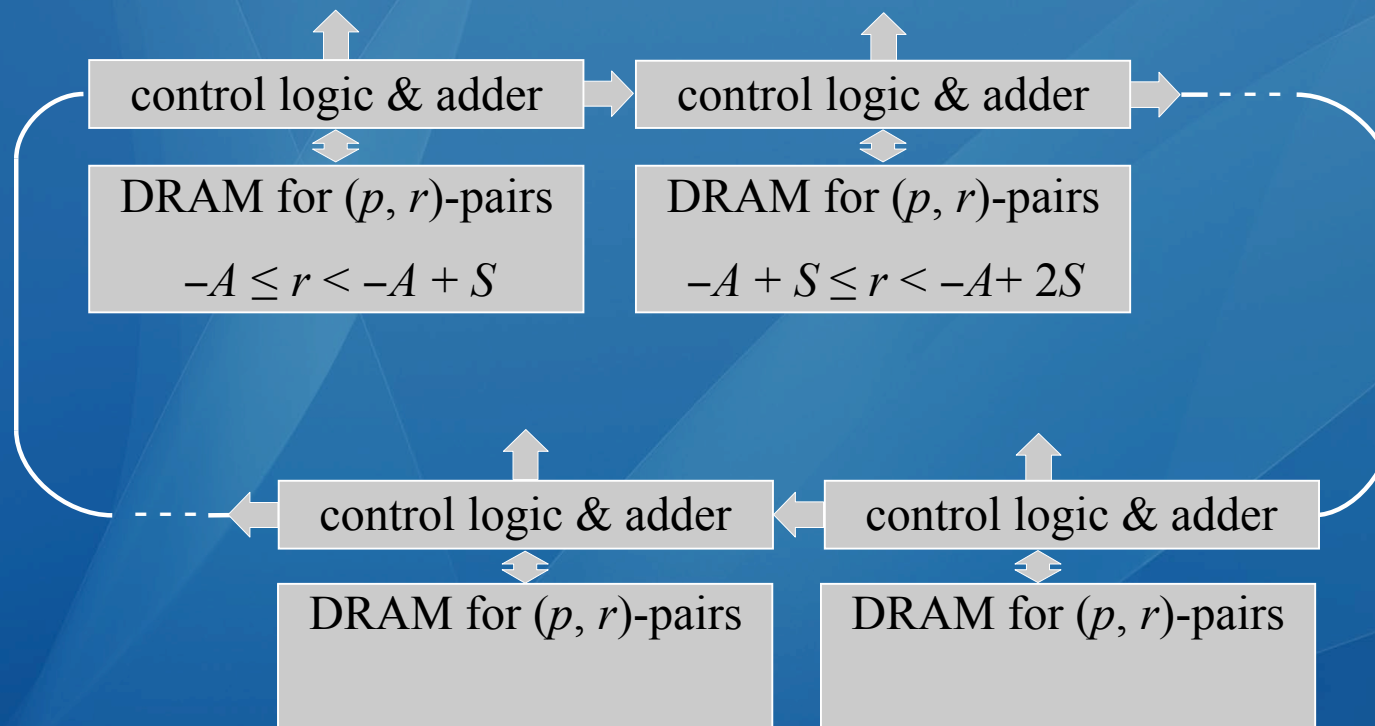 control logic & adder
control logic & adder
DRAM for (p, r)-pairs
–A ≤ r < –A + S
DRAM for (p, r)-pairs
–A + S ≤ r < –A+ 2S
control logic & adder
control logic & adder
DRAM for (p, r)-pairs
DRAM for (p, r)-pairs